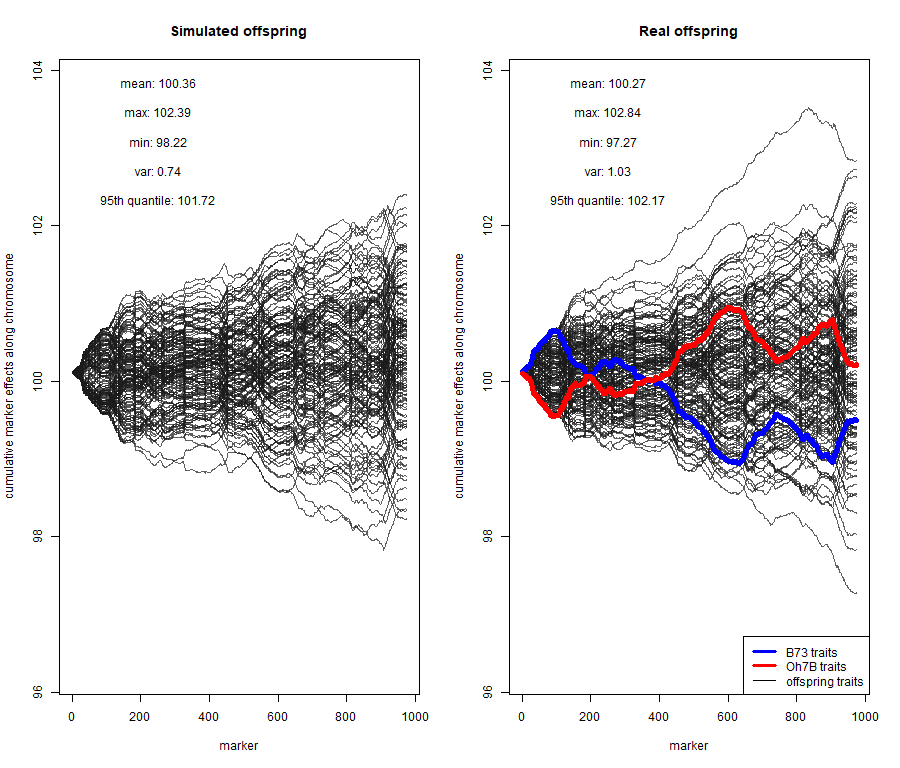 Simulated offspring
mean: 100.36
max: 102.39
min: 98.22
var: 0.74
95th quantile: 101.72
cumulative marker effects along chromosome
104
102
100
98
96
0
200
400
600
800
1000
marker
Real offspring
mean: 100.27
max: 102.84
min: 97.27
var: 1.03
95th quantile: 102.17
cumulative marker effects along chromosome
104
102
100
98
96
B73 traits
Oh7B traits
offspring traits
0
200
400
600
800
1000
marker